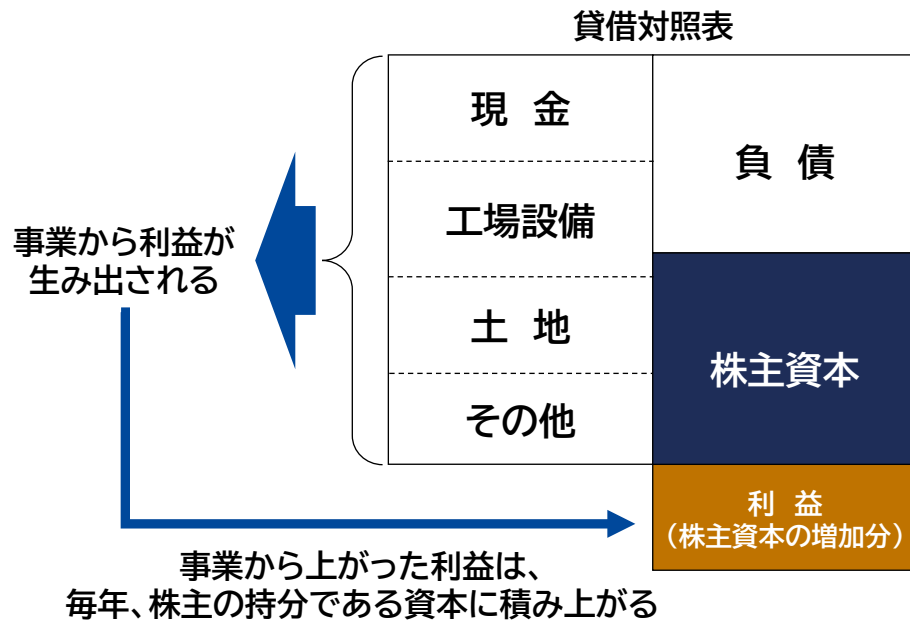 貸借対照表
現 金
工場設備
土 地
その他
負 債
株主資本
利 益
（株主資本の増加分）
事業から利益が
生み出される
事業から上がった利益は、
毎年、株主の持分である資本に積み上がる